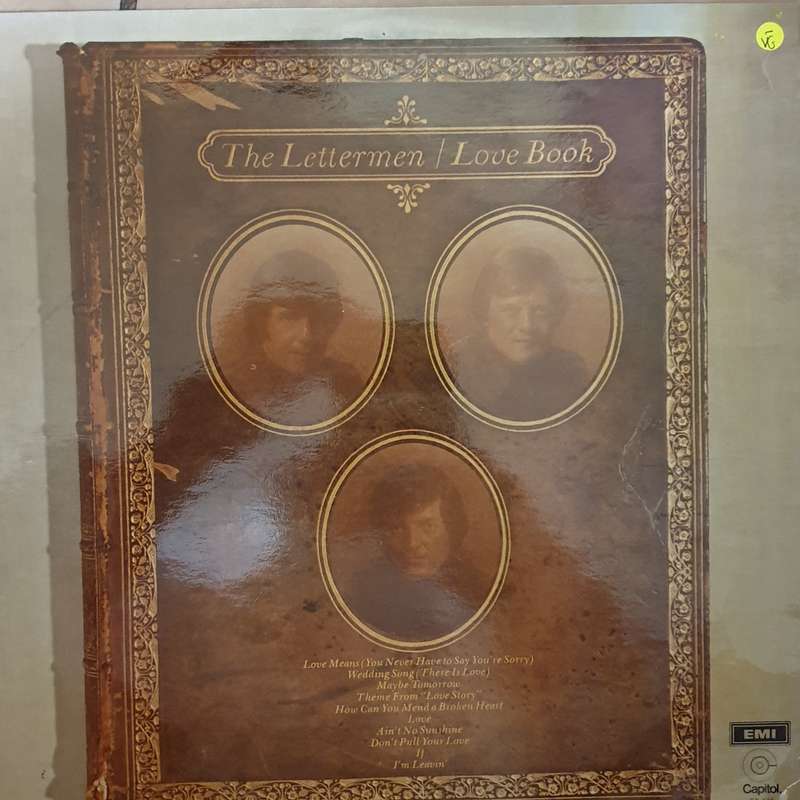 VG
The Lettermen / Love Book
Love Means (You Never Have to Say You're Sorry)
Wedding Song (There Is Love)
Maybe Tomorrow
Theme From "Love Story"
How Can You Mend a Broken Heart
Love
Ain't No Sunshine
Don't Pull Your Love
If
I'm Leavin'
EMI
Capitol.